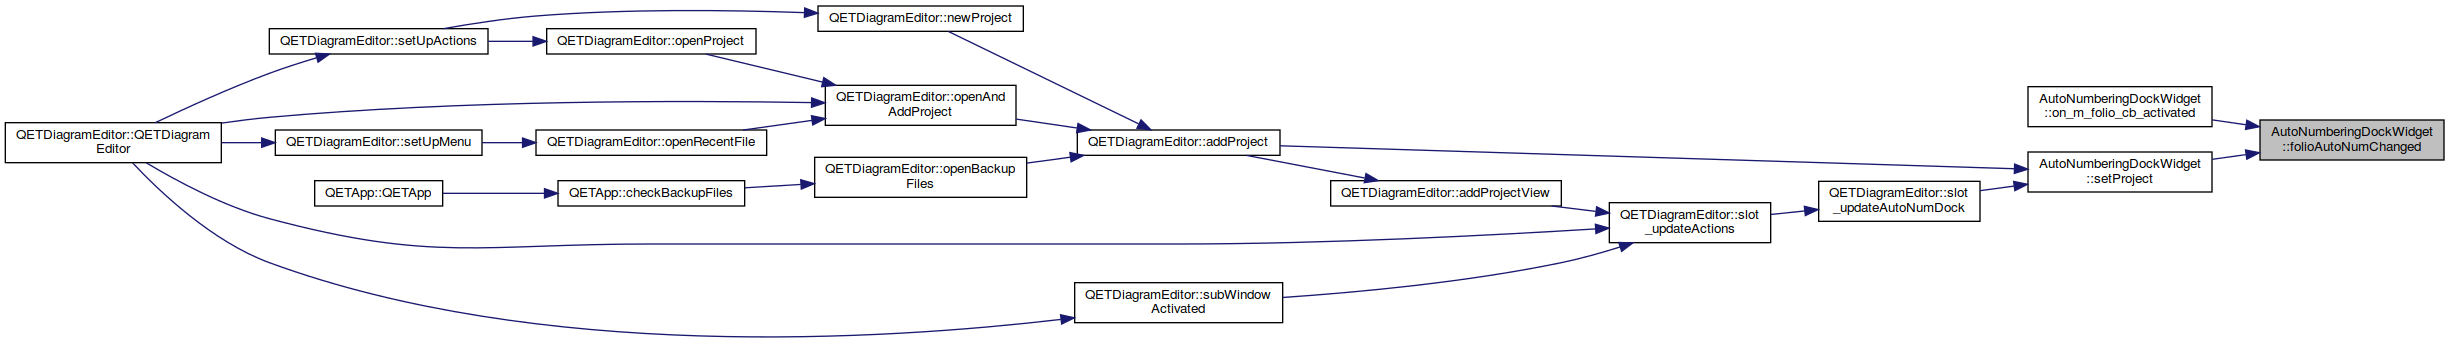 QETDiagramEditor::newProject
QETDiagramEditor::setUpActions
QETDiagramEditor::openProject
QETDiagramEditor::openAnd
AddProject
QETDiagramEditor::QETDiagram
Editor
QETDiagramEditor::setUpMenu
QETDiagramEditor::openRecentFile
QETDiagramEditor::addProject
QETDiagramEditor::openBackup
Files
QETApp::QETApp
QETApp::checkBackupFiles
QETDiagramEditor::addProjectView
QETDiagramEditor::slot
_updateActions
QETDiagramEditor::slot
_updateAutoNumDock
AutoNumberingDockWidget
::on_m_folio_cb_activated
AutoNumberingDockWidget
::setProject
AutoNumberingDockWidget
::folioAutoNumChanged
QETDiagramEditor::subWindow
Activated